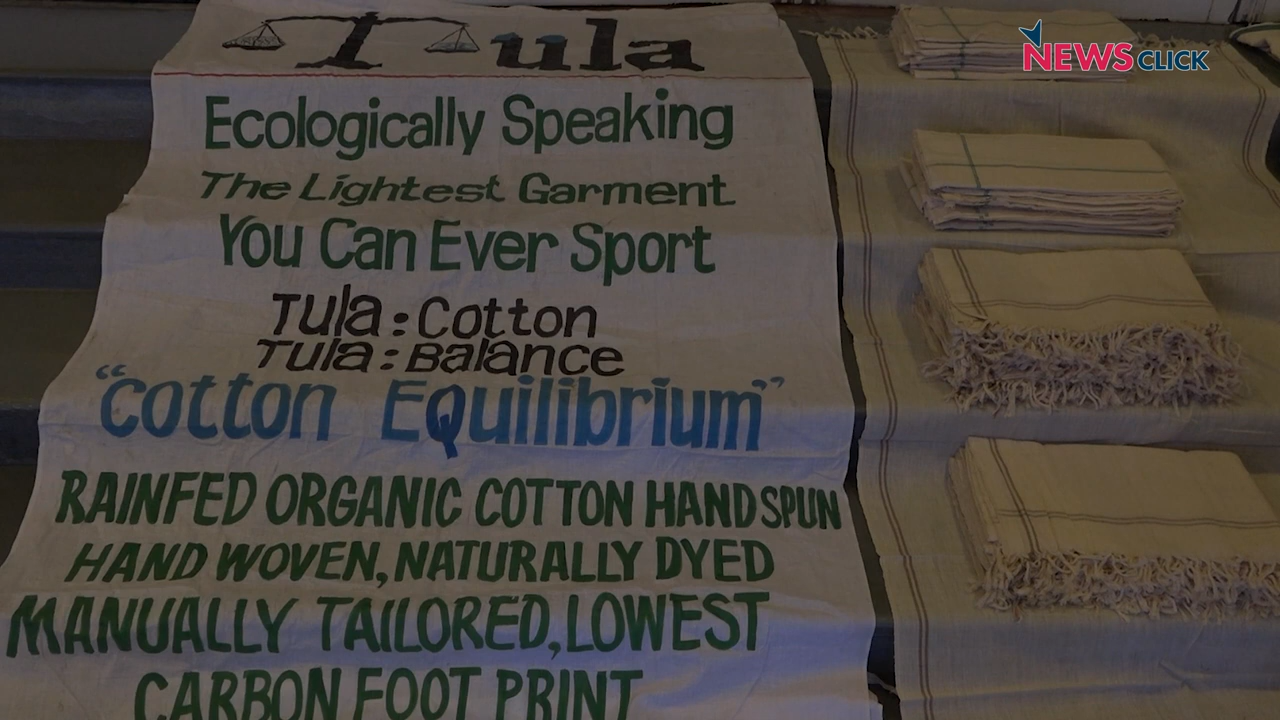 Tula
Ecologically Speaking
The Lightest Garment
You Can Ever Sport
Tula : Cotton
Tula : Balance
"Cotton Equilibrium"
RAINFED ORGANIC COTTON HAND SPUN
HAND WOVEN, NATURALLY DYED
MANUALLY TAILORED, LOWEST
CARBON FOOT PRINT
NEWSCLICK